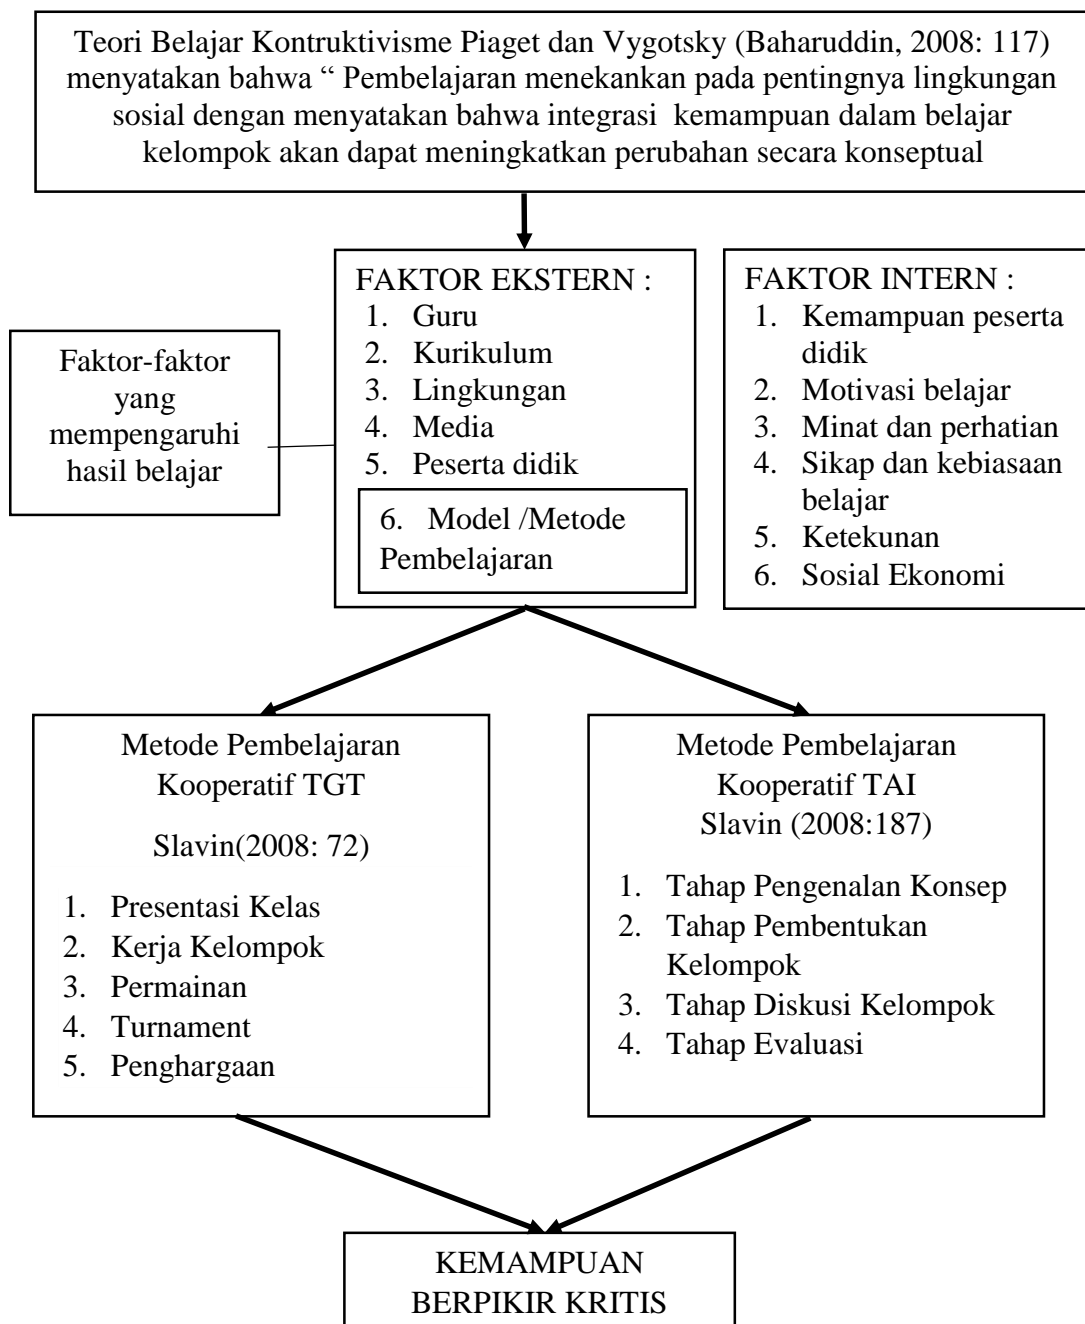 Teori Belajar Kontruktivisme Piaget dan Vygotsky (Baharuddin, 2008: 117)
menyatakan bahwa “ Pembelajaran menekankan pada pentingnya lingkungan
sosial dengan menyatakan bahwa integrasi kemampuan dalam belajar
kelompok akan dapat meningkatkan perubahan secara konseptual
Faktor-faktor
yang
mempengaruhi
hasil belajar
FAKTOR EKSTERN :
1. Guru
2. Kurikulum
3. Lingkungan
4. Media
5. Peserta didik
6. Model /Metode
Pembelajaran
FAKTOR INTERN :
1. Kemampuan peserta
didik
2. Motivasi belajar
3. Minat dan perhatian
4. Sikap dan kebiasaan
belajar
5. Ketekunan
6. Sosial Ekonomi
Metode Pembelajaran
Kooperatif TGT
Slavin(2008: 72)
1. Presentasi Kelas
2. Kerja Kelompok
3. Permainan
4. Turnament
5. Penghargaan
Metode Pembelajaran
Kooperatif TAI
Slavin (2008:187)
1. Tahap Pengenalan Konsep
2. Tahap Pembentukan
Kelompok
3. Tahap Diskusi Kelompok
4. Tahap Evaluasi
KEMAMPUAN
BERPIKIR KRITIS